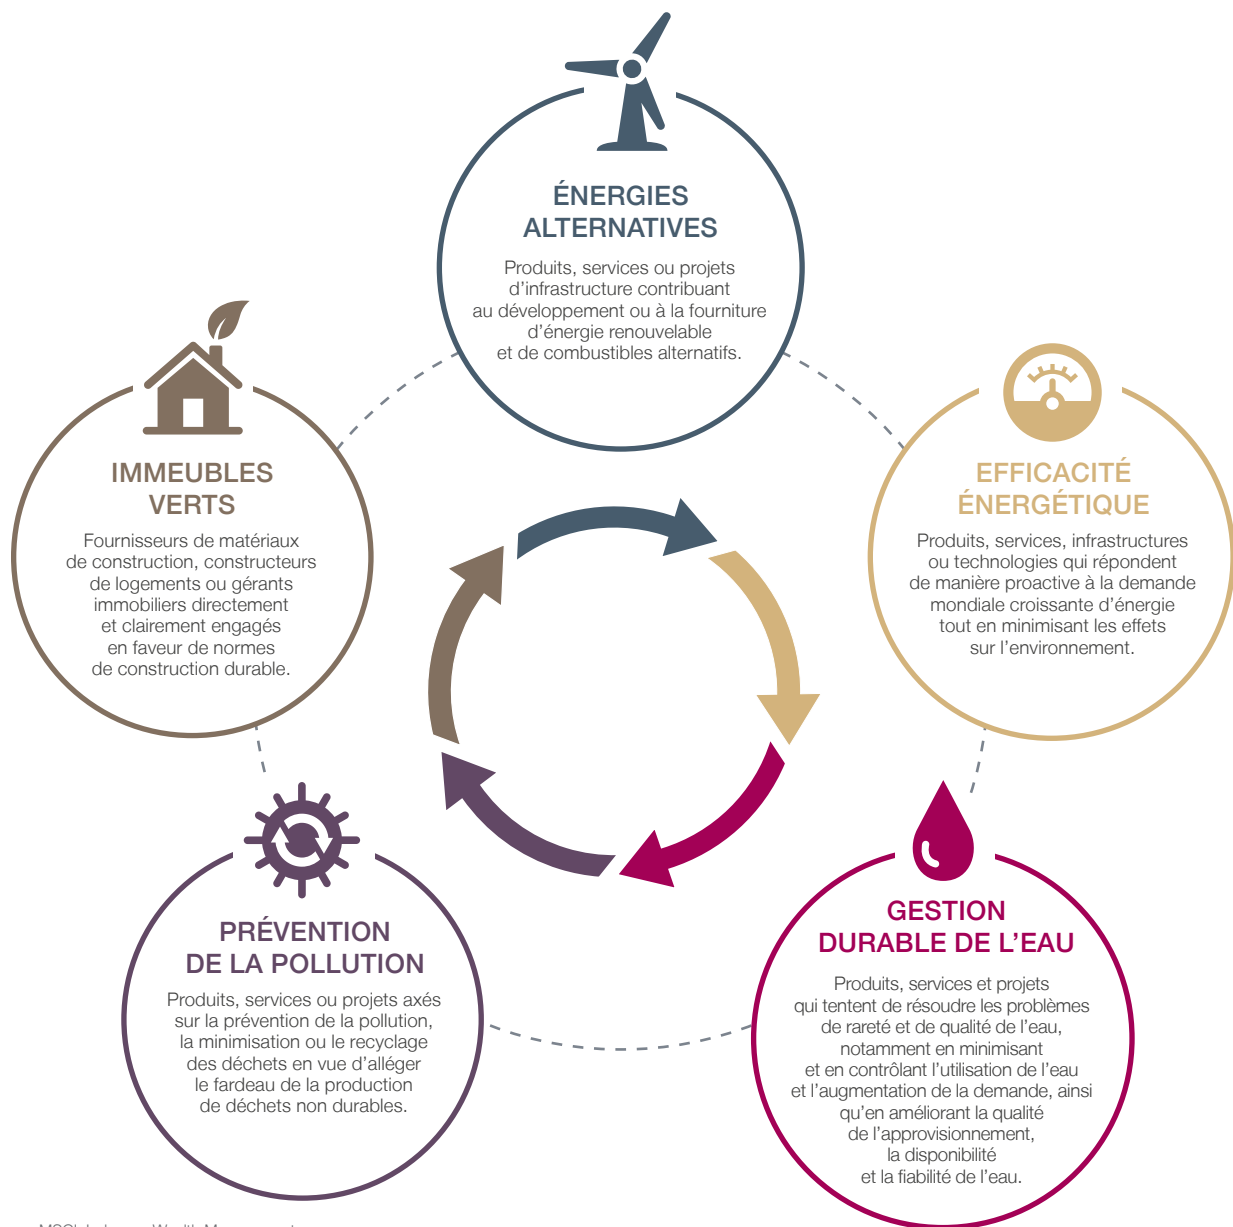 ÉNERGIES
ALTERNATIVES
Produits, services ou projets
d’infrastructure contribuant
au développement ou à la fourniture
d’énergie renouvelable
et de combustibles alternatifs.
IMMEUBLES
VERTS
Fournisseurs de matériaux
de construction, constructeurs
de logements ou gérants
immobiliers directement
et clairement engagés
en faveur de normes
de construction durable.
EFFICACITÉ
ÉNERGÉTIQUE
Produits, services, infrastructures
ou technologies qui répondent
de manière proactive à la demande
mondiale croissante d’énergie
tout en minimisant les effets
sur l’environnement.
PRÉVENTION
DE LA POLLUTION
Produits, services ou projets axés
sur la prévention de la pollution,
la minimisation ou le recyclage
des déchets en vue d’alléger
le fardeau de la production
de déchets non durables.
GESTION
DURABLE DE L’EAU
Produits, services et projets
qui tentent de résoudre les problèmes
de rareté et de qualité de l’eau,
notamment en minimisant
et en contrôlant l’utilisation de l’eau
et l’augmentation de la demande, ainsi
qu’en améliorant la qualité
de l’approvisionnement,
la disponibilité
et la fiabilité de l’eau.